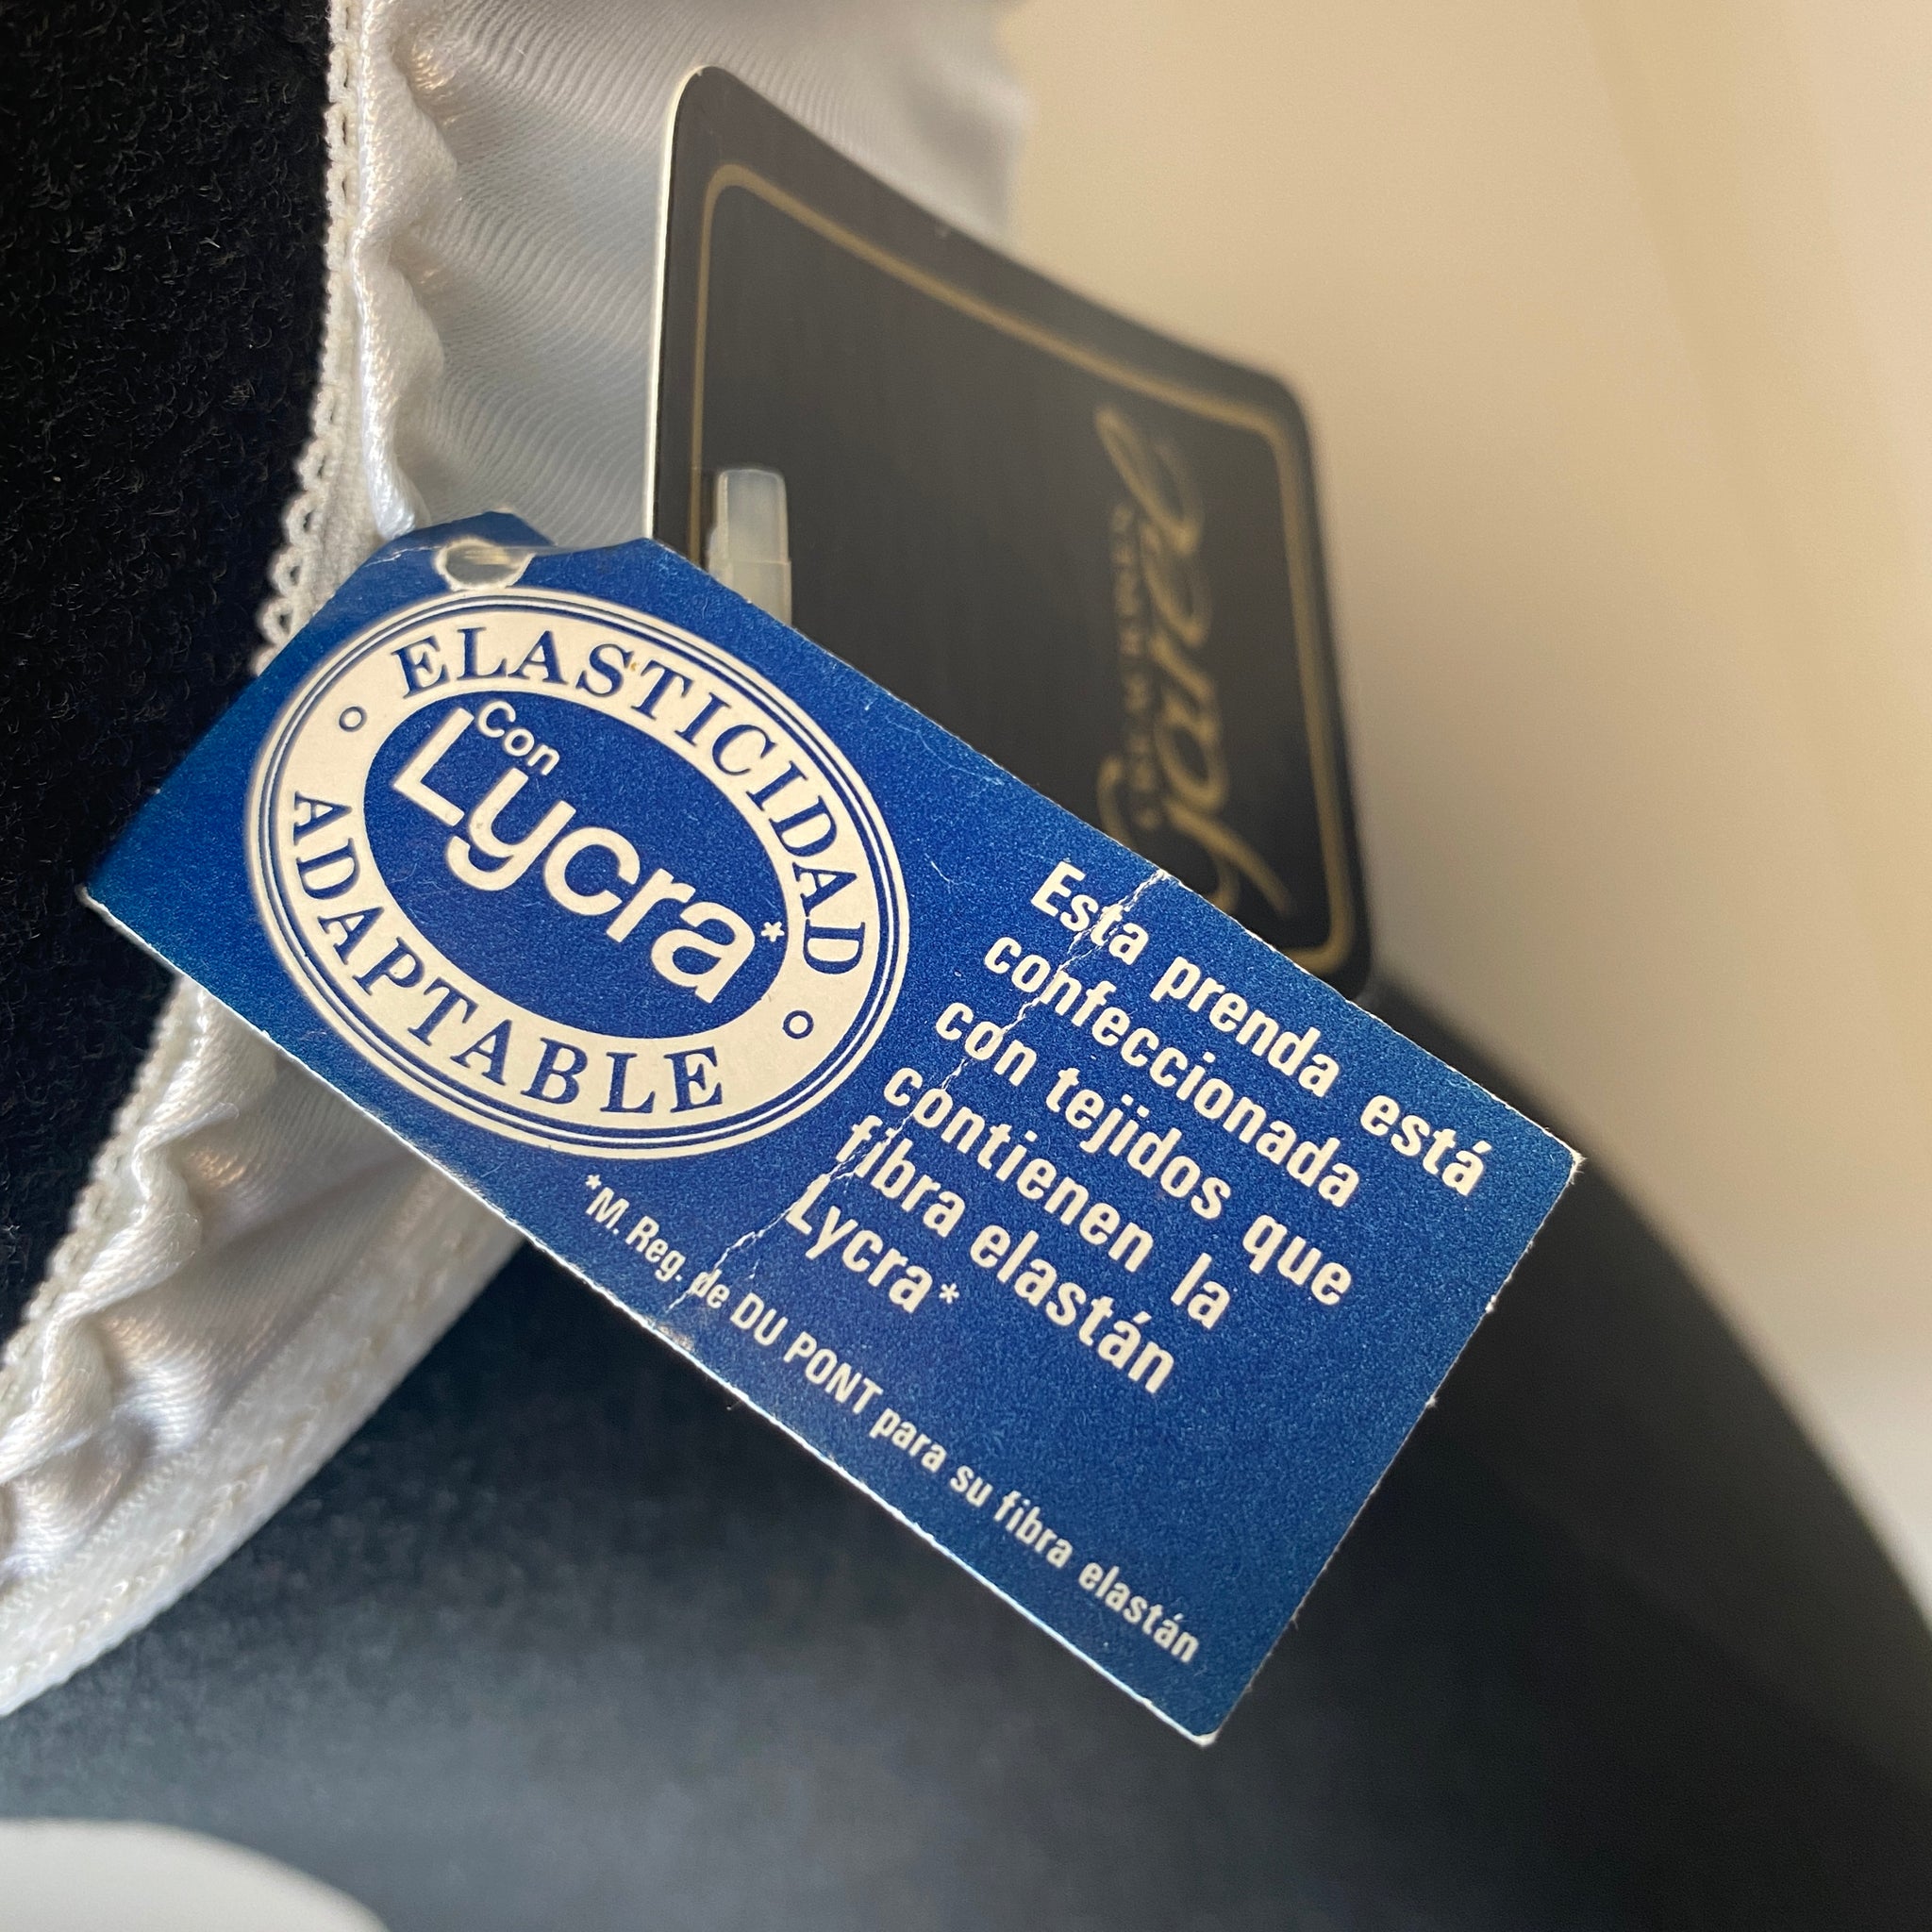 ELASTICIDAD
Con
Lycra*
ADAPTABLE
Esta prenda está
confeccionada
con tejidos que
contienen la
fibra elastán
Lycra*
*M. Reg. de DU PONT para su fibra elastán